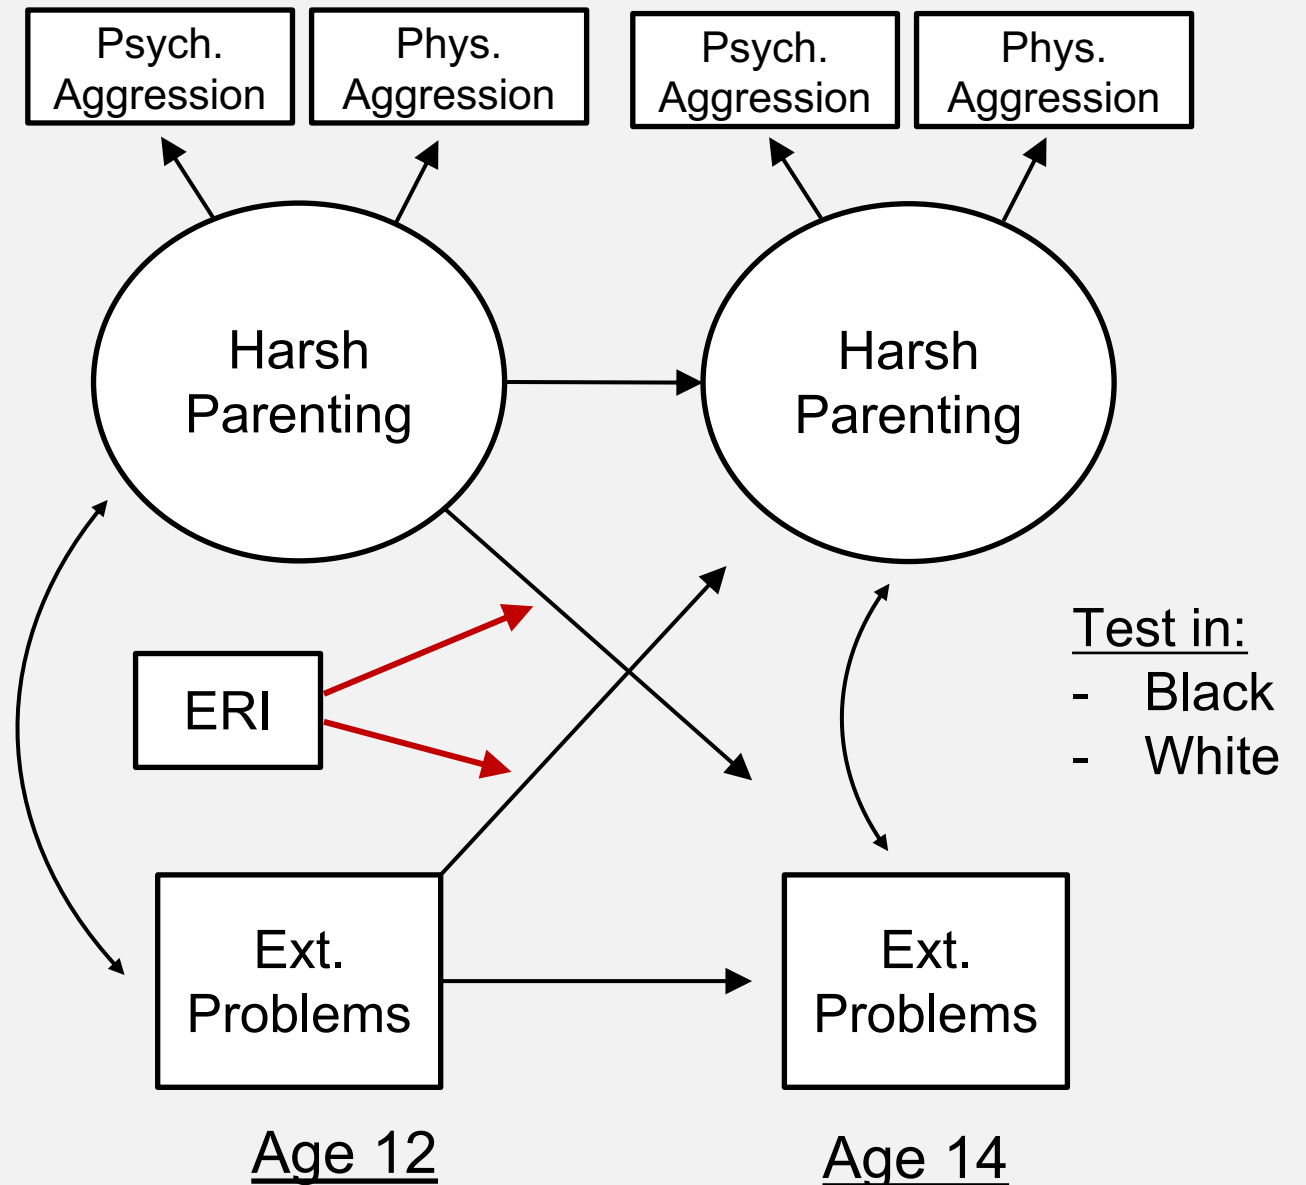 Psych.
Aggression
Phys.
Aggression
Psych.
Aggression
Phys.
Aggression
Harsh
Parenting
Harsh
Parenting
ERI
Test in:
- Black
- White
Ext.
Problems
Ext.
Problems
Age 12
Age 14